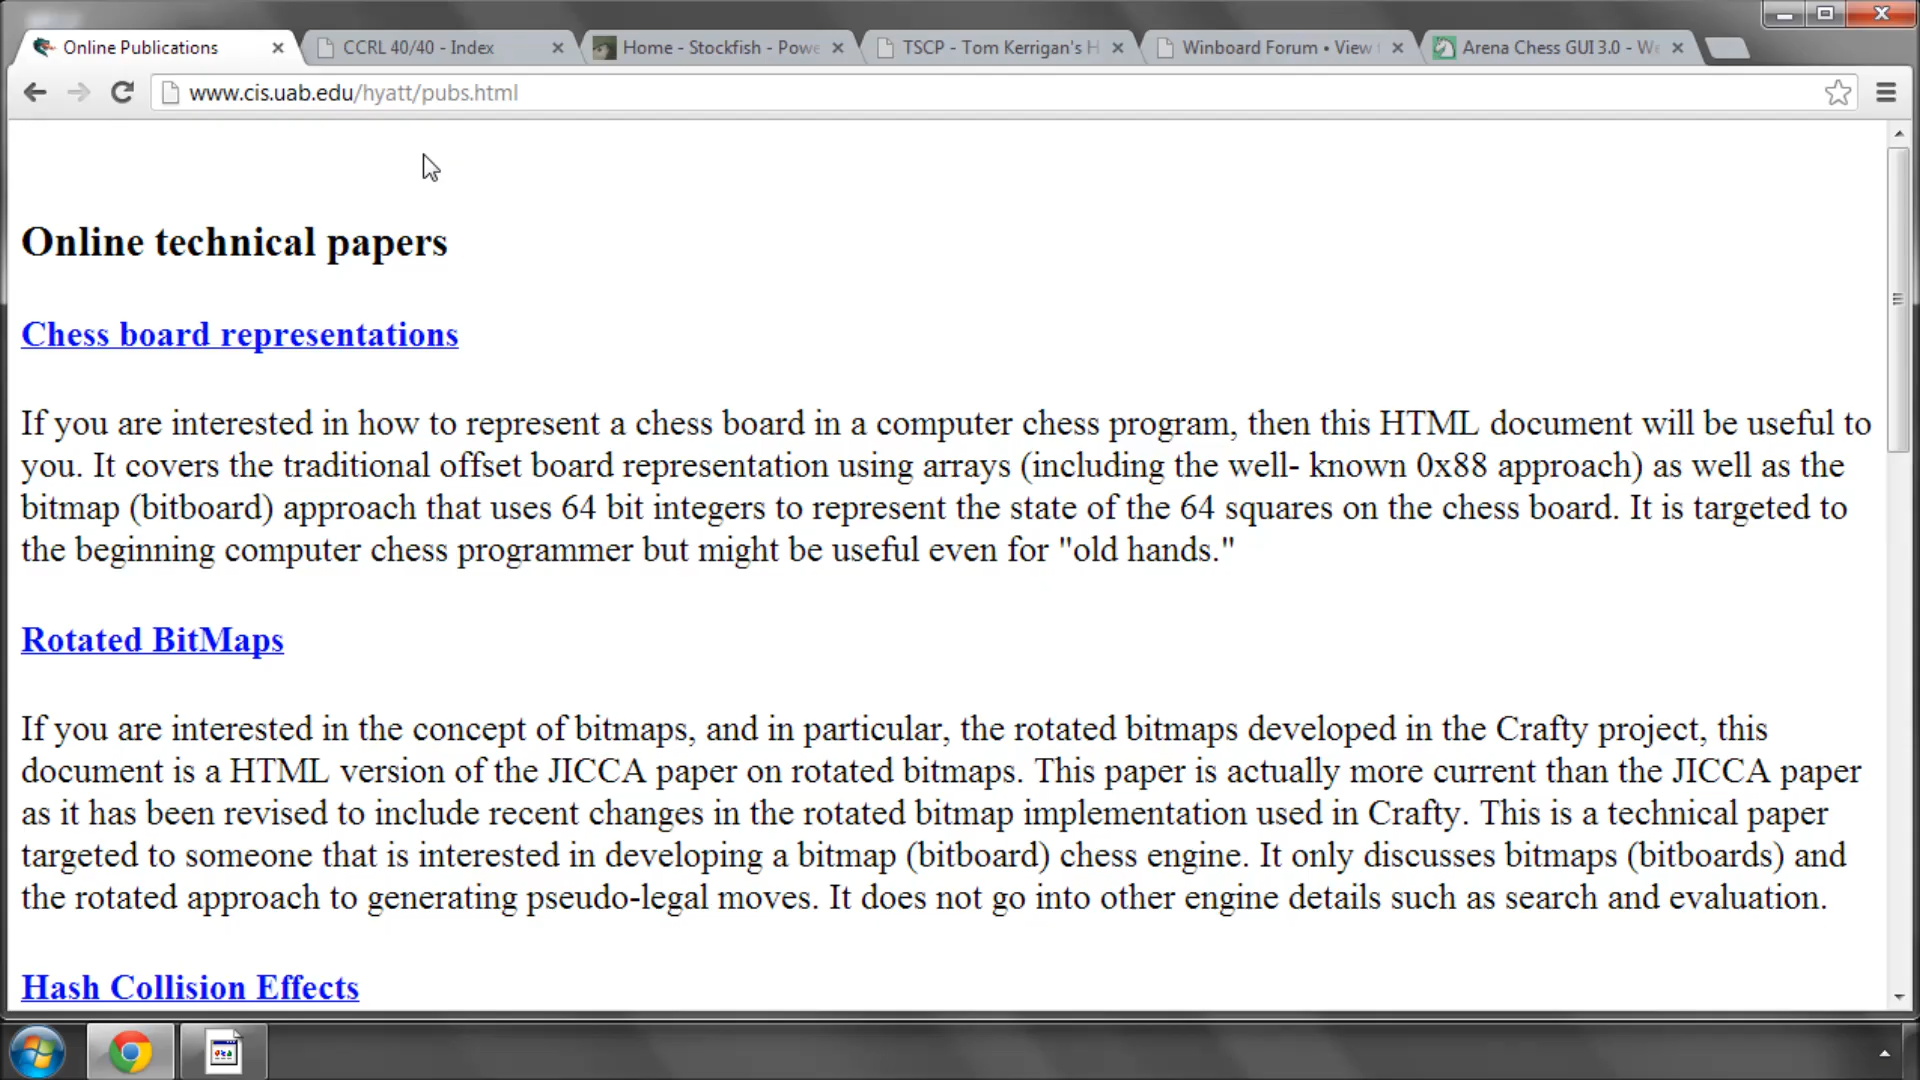 Online Publications
CCRL 40/40 - Index
Home - Stockfish - Powe
TSCP - Tom Kerrigan's H
Winboard Forum • View
Arena Chess GUI 3.0 - We
www.cis.uab.edu/hyatt/pubs.html
Online technical papers
Chess board representations
If you are interested in how to represent a chess board in a computer chess program, then this HTML document will be useful to
you. It covers the traditional offset board representation using arrays (including the well- known 0x88 approach) as well as the
bitmap (bitboard) approach that uses 64 bit integers to represent the state of the 64 squares on the chess board. It is targeted to
the beginning computer chess programmer but might be useful even for "old hands."
Rotated BitMaps
If you are interested in the concept of bitmaps, and in particular, the rotated bitmaps developed in the Crafty project, this
document is a HTML version of the JICCA paper on rotated bitmaps. This paper is actually more current than the JICCA paper
as it has been revised to include recent changes in the rotated bitmap implementation used in Crafty. This is a technical paper
targeted to someone that is interested in developing a bitmap (bitboard) chess engine. It only discusses bitmaps (bitboards) and
the rotated approach to generating pseudo-legal moves. It does not go into other engine details such as search and evaluation.
Hash Collision Effects